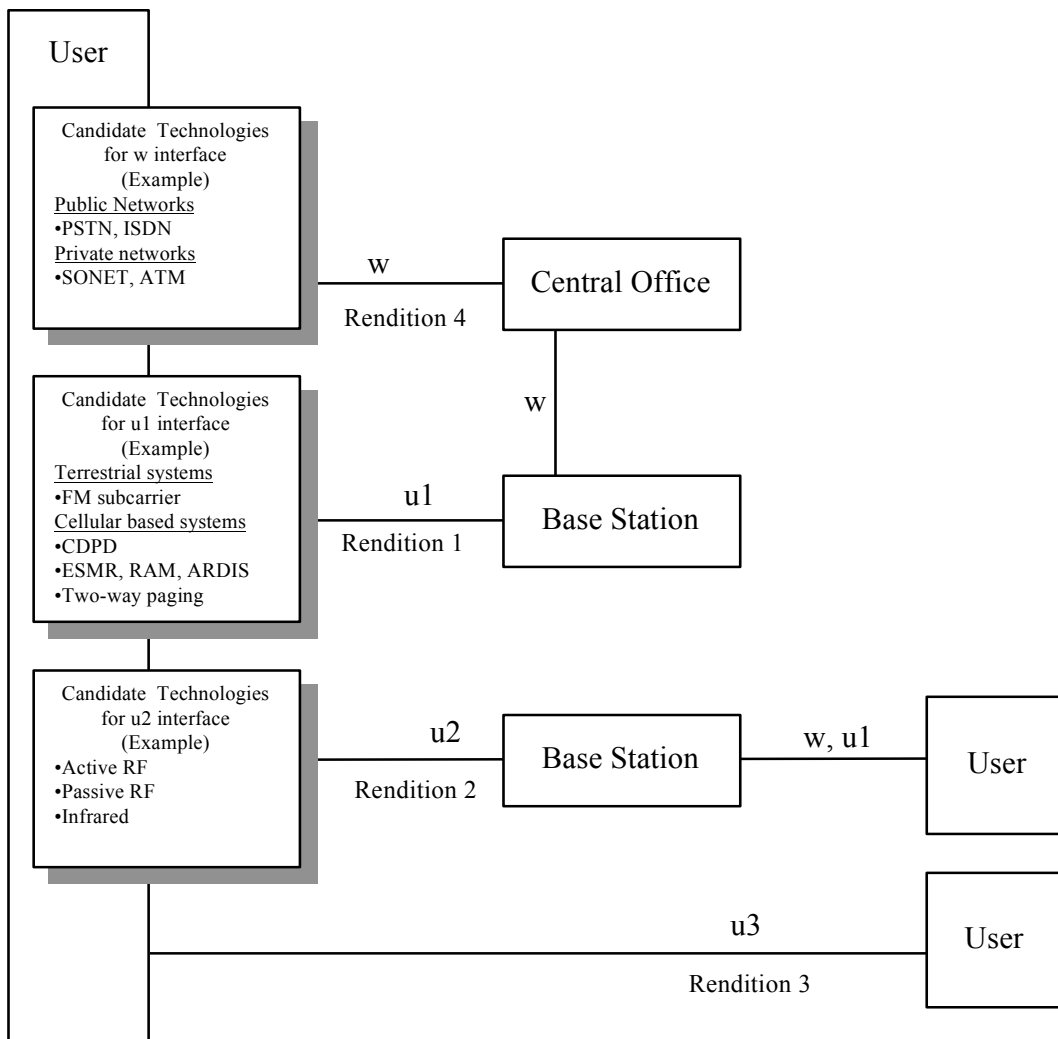 User
Candidate Technologies
for w interface
(Example)
Public Networks
•PSTN, ISDN
Private networks
•SONET, ATM
w
Rendition 4
Central Office
w
Candidate Technologies
for u1 interface
(Example)
Terrestrial systems
•FM subcarrier
Cellular based systems
•CDPD
•ESMR, RAM, ARDIS
•Two-way paging
u1
Rendition 1
Base Station
Candidate Technologies
for u2 interface
(Example)
•Active RF
•Passive RF
•Infrared
u2
Rendition 2
Base Station
w, u1
User
u3
Rendition 3
User